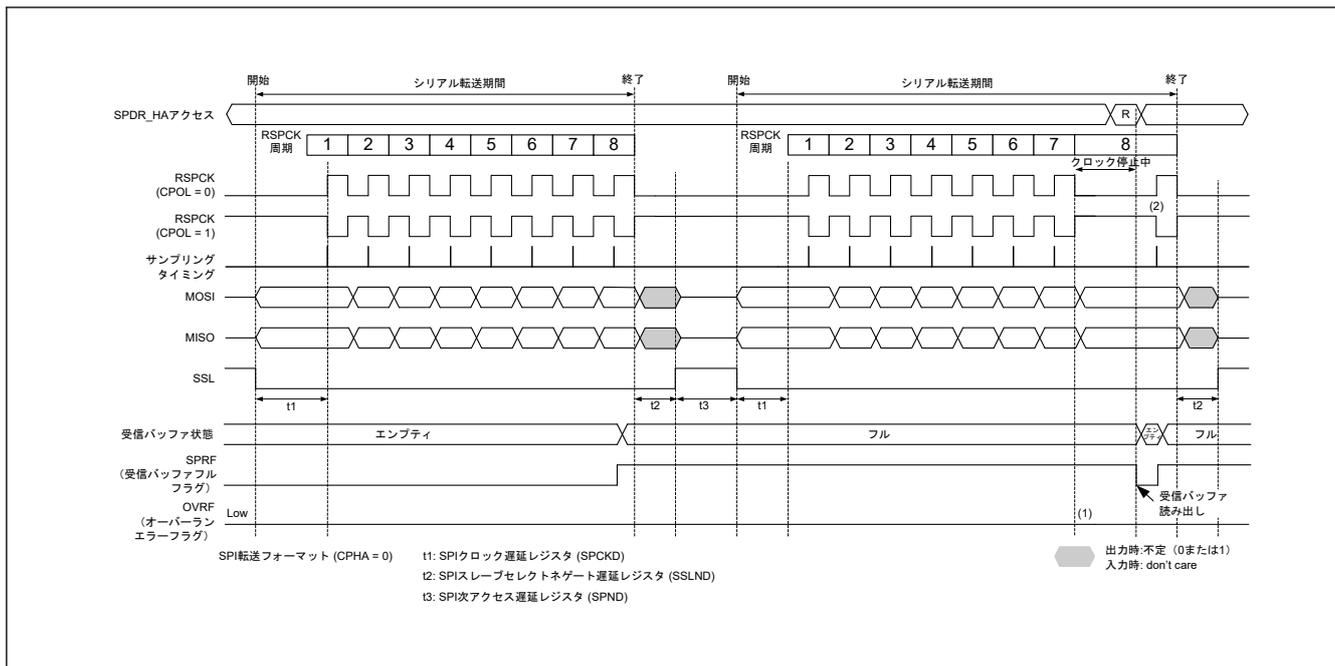 開始 シリアル転送期間 終了 開始 シリアル転送期間 終了
SPDR_HAアクセス R
RSPCK
周期
1 2 3 4 5 6 7 8
RSPCK
周期
1 2 3 4 5 6 7 8
クロック停止中
RSPCK
(CPOL = 0)
RSPCK
(CPOL = 1)
(2)
サンプリング
タイミング
MOSI
MISO
SSL
t1 t2 t3 t1 t2
受信バッファ状態 エンプティ フル エン
プティ フル
SPRF
(受信バッファフル
フラグ)
受信バッファ
読み出し
OVRF
(オーバーラン
エラーフラグ)
Low (1)
SPI転送フォーマット (CPHA = 0)
t1: SPIクロック遅延レジスタ (SPCKD)
t2: SPIスレーブセレクトネゲート遅延レジスタ (SSLND)
t3: SPI次アクセス遅延レジスタ (SPND)
出力時:不定(0または1)
入力時: don't care